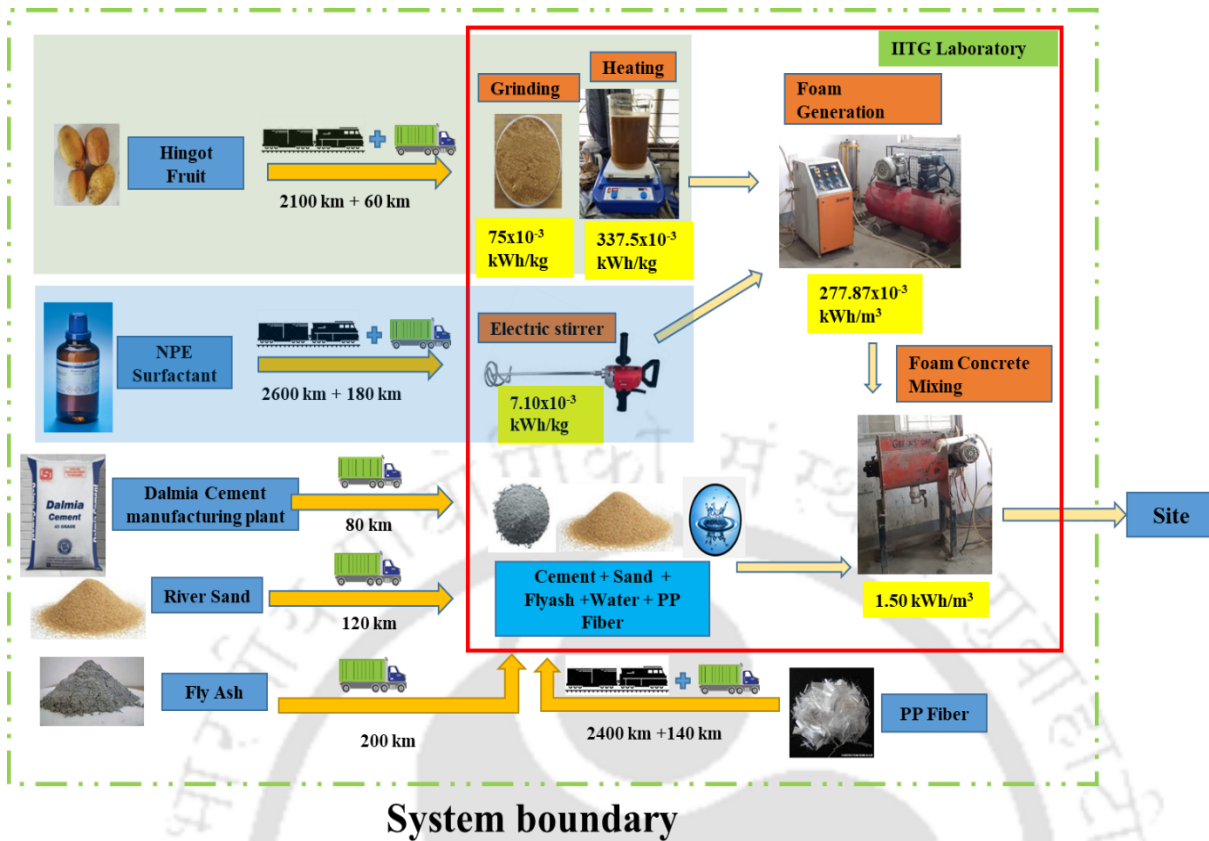 IITG Laboratory
Hingot
Fruit
2100 km + 60 km
Grinding
75x10⁻³
kWh/kg
Heating
337.5x10⁻³
kWh/kg
Foam
Generation
277.87x10⁻³
kWh/m³
NPE
Surfactant
2600 km + 180 km
Electric stirrer
7.10x10⁻³
kWh/kg
Foam Concrete
Mixing
1.50 kWh/m³
Dalmia
Cement
Dalmia Cement
manufacturing plant
80 km
River Sand
120 km
Cement + Sand +
Flyash +Water + PP
Fiber
Site
Fly Ash
200 km
2400 km +140 km
PP Fiber
System boundary